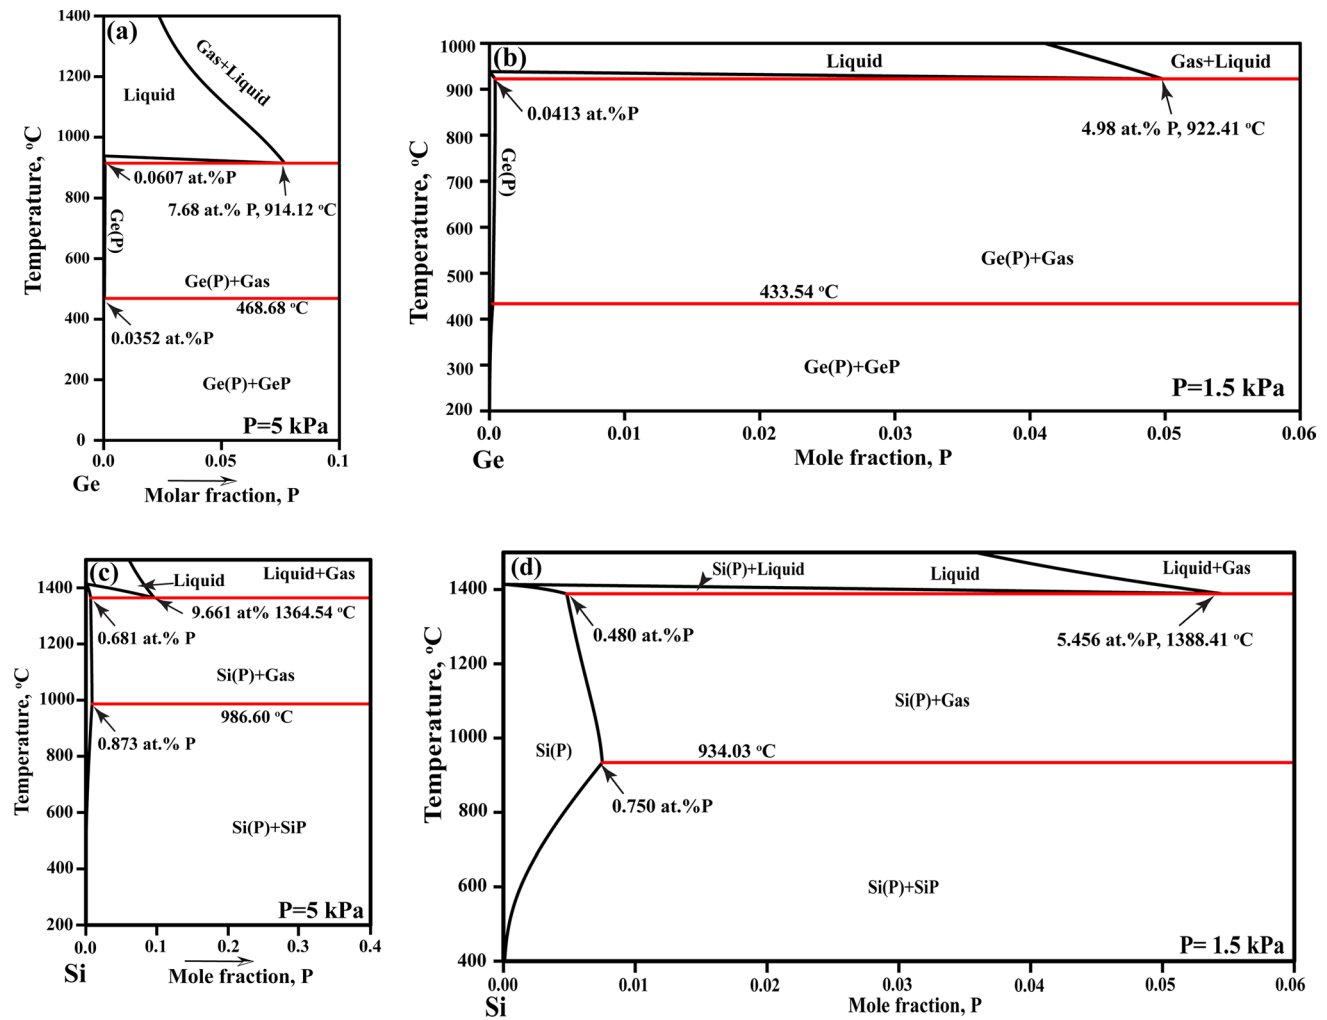 (a)
1400
1200
1000
800
600
400
200
0
Temperature, °C
Gas+Liquid
Liquid
0.0607 at.%P
7.68 at.% P, 914.12 °C
Ge(P)
Ge(P)+Gas
468.68 °C
0.0352 at.%P
Ge(P)+GeP
P=5 kPa
0.0 0.05 0.1
Ge
Molar fraction, P
(b)
1000
900
800
700
600
500
400
300
200
Temperature, °C
Liquid
Gas+Liquid
0.0413 at.%P
4.98 at.% P, 922.41 °C
Ge(P)
Ge(P)+Gas
433.54 °C
Ge(P)+GeP
P=1.5 kPa
0.0 0.01 0.02 0.03 0.04 0.05 0.06
Ge
Mole fraction, P
(c)
1400
1200
1000
800
600
400
200
Temperature, °C
Liquid
Liquid+Gas
9.661 at% 1364.54 °C
0.681 at.% P
Si(P)+Gas
986.60 °C
0.873 at.% P
Si(P)+SiP
P=5 kPa
0.0 0.1 0.2 0.3 0.4
Si
Mole fraction, P
(d)
1400
1200
1000
800
600
400
Temperature, °C
Si(P)+Liquid
Liquid
Liquid+Gas
0.480 at.%P
5.456 at.%P, 1388.41 °C
Si(P)+Gas
Si(P)
934.03 °C
0.750 at.%P
Si(P)+SiP
P= 1.5 kPa
0.00 0.01 0.02 0.03 0.04 0.05 0.06
Si
Mole fraction, P